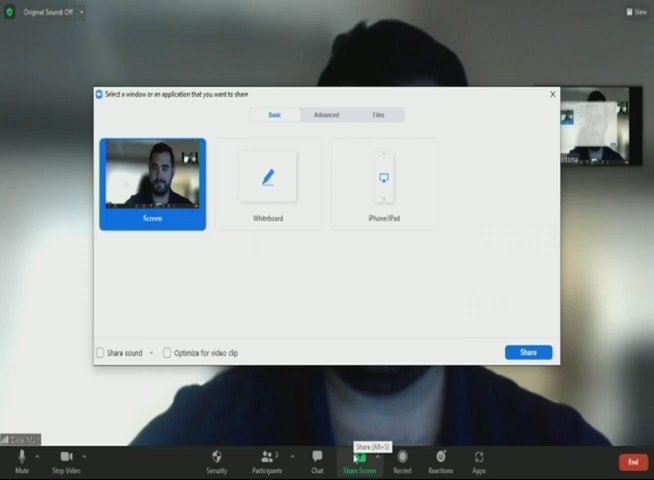 Original Sound: Off
View
Select a window or an application that you want to share
Basic
Advanced
Files
Screen
Whiteboard
iPhone/iPad
Share sound
Optimize for video clip
Share
Share (Alt+S)
Mute
Stop Video
Security
Participants
Chat
Share Screen
Record
Reactions
Apps
End